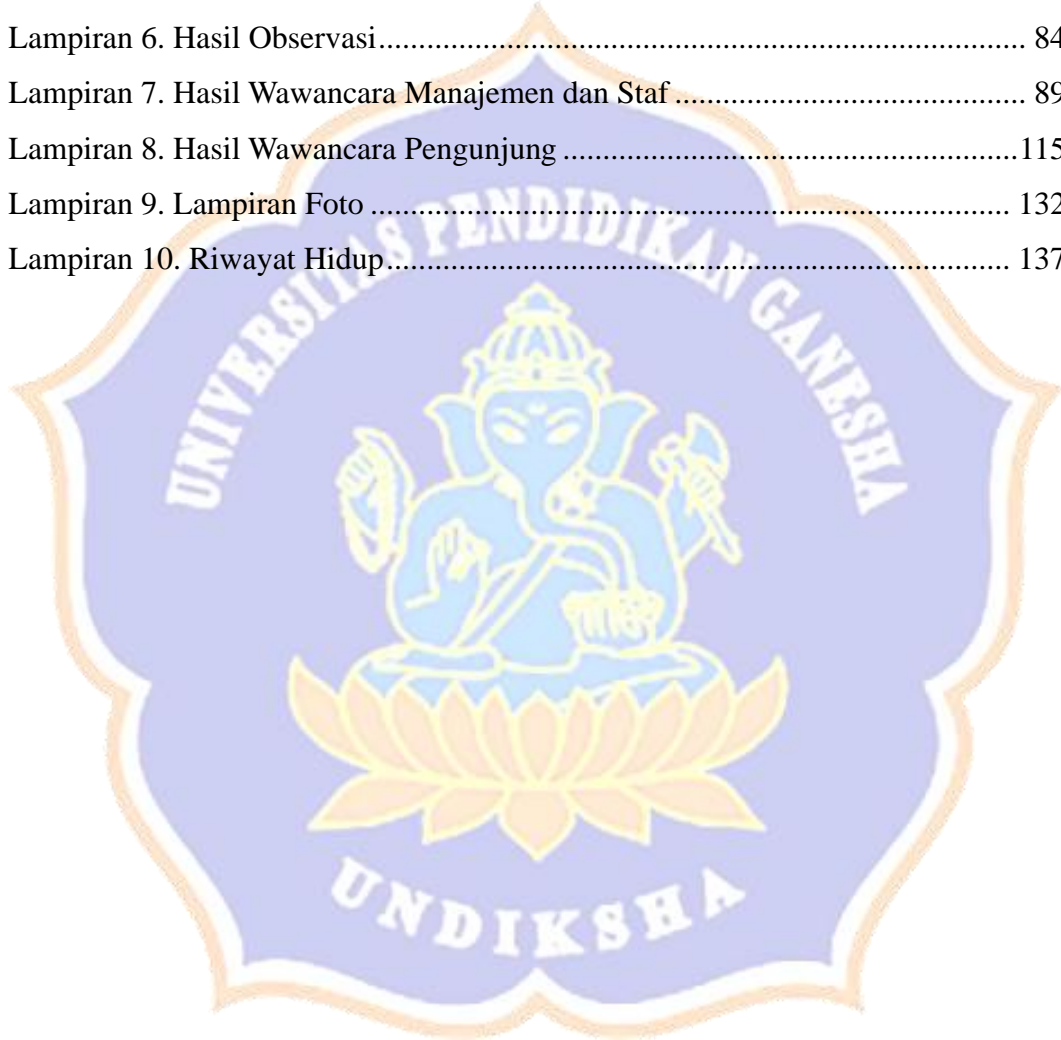 Lampiran 6. Hasil Observasi........................................................................................ 84
Lampiran 7. Hasil Wawancara Manajemen dan Staf ................................................ 89
Lampiran 8. Hasil Wawancara Pengunjung ..............................................................115
Lampiran 9. Lampiran Foto ....................................................................................... 132
Lampiran 10. Riwayat Hidup..................................................................................... 137
UNIVERSITAS PENDIDIKAN GANESHA
UNDIKSHA